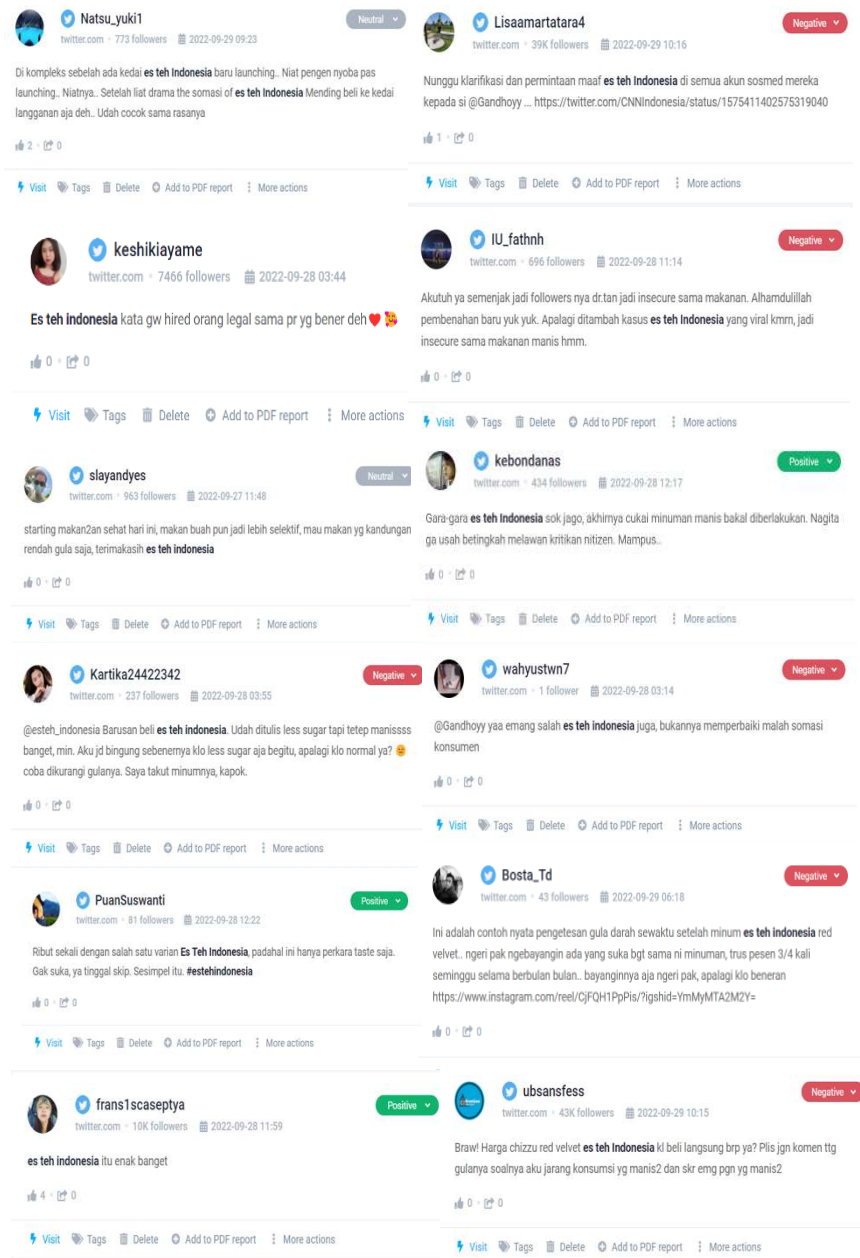 Natsu_yuki1
Neutral
twitter.com • 773 followers 2022-09-29 09:23
Di kompleks sebelah ada kedai es teh Indonesia baru launching.. Niat pengen nyoba pas
launching.. Niatnya.. Setelah liat drama the somasi of es teh Indonesia Mending beli ke kedai
langganan aja deh.. Udah cocok sama rasanya
2 • 0
Visit Tags Delete Add to PDF report More actions
keshikiayame
twitter.com • 7466 followers 2022-09-28 03:44
Es teh indonesia kata gw hired orang legal sama pr yg bener deh❤️🥰
0 • 0
Visit Tags Delete Add to PDF report More actions
slayandyes
Neutral
twitter.com • 963 followers 2022-09-27 11:48
starting makan2an sehat hari ini, makan buah pun jadi lebih selektif, mau makan yg kandungan
rendah gula saja, terimakasih es teh indonesia
0 • 0
Visit Tags Delete Add to PDF report More actions
Kartika24422342
Negative
twitter.com • 237 followers 2022-09-28 03:55
@esteh_indonesia Barusan beli es teh indonesia. Udah ditulis less sugar tapi tetep manissss
banget, min. Aku jd bingung sebenernya klo less sugar aja begitu, apalagi klo normal ya?
coba dikurangi gulanya. Saya takut minumnya, kapok.
0 • 0
Visit Tags Delete Add to PDF report More actions
PuanSuswanti
Positive
twitter.com • 81 followers 2022-09-28 12:22
Ribut sekali dengan salah satu varian Es Teh Indonesia, padahal ini hanya perkara taste saja.
Gak suka, ya tinggal skip. Sesimpel itu. #estehindonesia
0 • 0
Visit Tags Delete Add to PDF report More actions
frans1scaseptya
Positive
twitter.com • 10K followers 2022-09-28 11:59
es teh indonesia itu enak banget
4 • 0
Visit Tags Delete Add to PDF report More actions
Lisaamartatara4
Negative
twitter.com • 39K followers 2022-09-29 10:16
Nunggu klarifikasi dan permintaan maaf es teh Indonesia di semua akun sosmed mereka
kepada si @Gandhoyy ... https://twitter.com/CNNIndonesia/status/1575411402575319040
1 • 0
Visit Tags Delete Add to PDF report More actions
IU_fathnh
Negative
twitter.com • 696 followers 2022-09-28 11:14
Akutuh ya semenjak jadi followers nya dr.tan jadi insecure sama makanan. Alhamdulillah
pembenahan baru yuk yuk. Apalagi ditambah kasus es teh Indonesia yang viral kmrn, jadi
insecure sama makanan manis hmm.
0 • 0
Visit Tags Delete Add to PDF report More actions
kebondanas
Positive
twitter.com • 434 followers 2022-09-28 12:17
Gara-gara es teh Indonesia sok jago, akhirnya cukai minuman manis bakal diberlakukan. Nagita
ga usah betingkah melawan kritikan nitizen. Mampus..
0 • 0
Visit Tags Delete Add to PDF report More actions
wahyustwn7
Negative
twitter.com • 1 follower 2022-09-28 03:14
@Gandhoyy yaa emang salah es teh indonesia juga, bukannya memperbaiki malah somasi
konsumen
0 • 0
Visit Tags Delete Add to PDF report More actions
Bosta_Td
Negative
twitter.com • 43 followers 2022-09-29 06:18
Ini adalah contoh nyata pengetesan gula darah sewaktu setelah minum es teh indonesia red
velvet.. ngeri pak ngebayangin ada yang suka bgt sama ni minuman, trus pesen 3/4 kali
seminggu selama berbulan bulan.. bayanginnya aja ngeri pak, apalagi klo beneran
https://www.instagram.com/reel/CjFQH1PpPis/?igshid=YmMyMTA2M2Y=
0 • 0
Visit Tags Delete Add to PDF report More actions
ubsansfess
Negative
twitter.com • 43K followers 2022-09-29 10:15
Braw! Harga chizzu red velvet es teh Indonesia kl beli langsung brp ya? Plis jgn komen ttg
gulanya soalnya aku jarang konsumsi yg manis2 dan skr emg pgn yg manis2
0 • 0
Visit Tags Delete Add to PDF report More actions